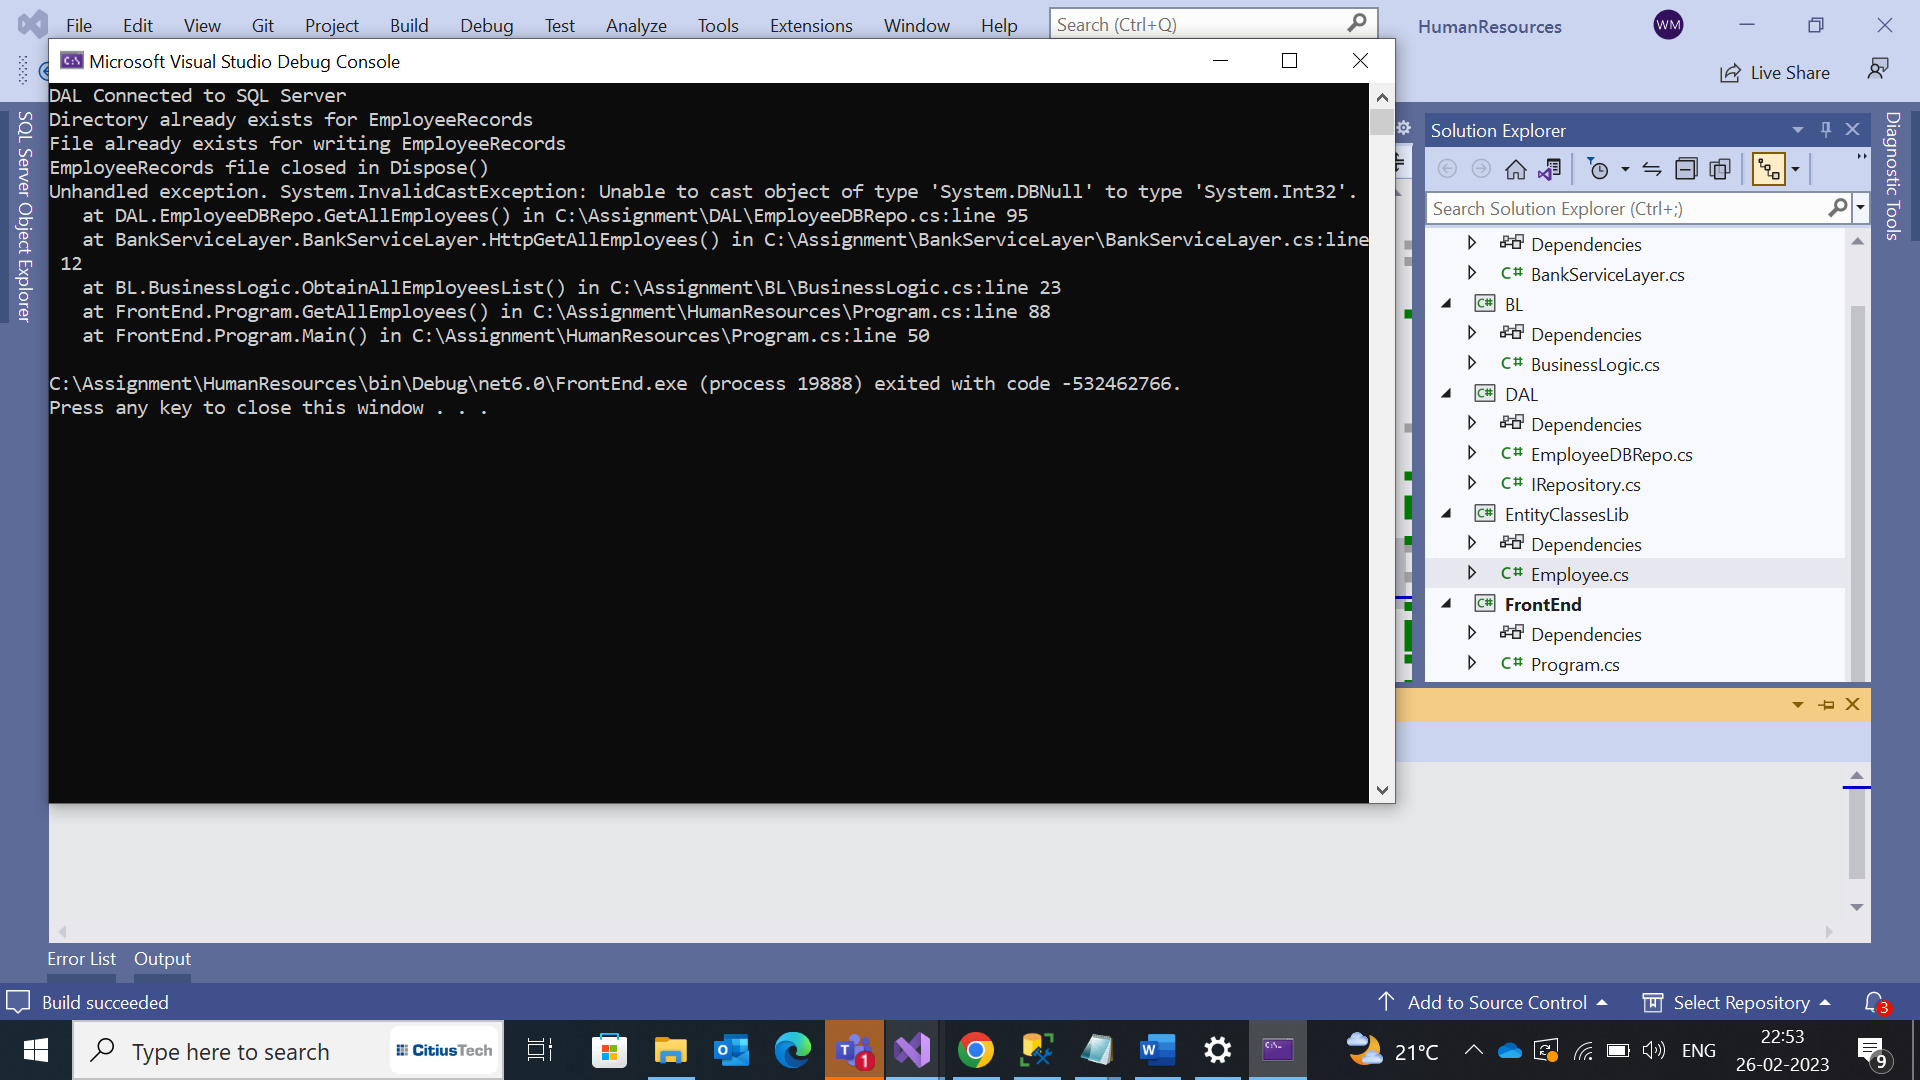 File Edit View Git Project Build Debug Test Analyze Tools Extensions Window Help Search (Ctrl+Q) HumanResources WM
Live Share
Microsoft Visual Studio Debug Console
DAL Connected to SQL Server
Directory already exists for EmployeeRecords
File already exists for writing EmployeeRecords
EmployeeRecords file closed in Dispose()
Unhandled exception. System.InvalidCastException: Unable to cast object of type 'System.DBNull' to type 'System.Int32'.
   at DAL.EmployeeDBRepo.GetAllEmployees() in C:\Assignment\DAL\EmployeeDBRepo.cs:line 95
   at BankServiceLayer.BankServiceLayer.HttpGetAllEmployees() in C:\Assignment\BankServiceLayer\BankServiceLayer.cs:line
 12
   at BL.BusinessLogic.ObtainAllEmployeesList() in C:\Assignment\BL\BusinessLogic.cs:line 23
   at FrontEnd.Program.GetAllEmployees() in C:\Assignment\HumanResources\Program.cs:line 88
   at FrontEnd.Program.Main() in C:\Assignment\HumanResources\Program.cs:line 50
C:\Assignment\HumanResources\bin\Debug\net6.0\FrontEnd.exe (process 19888) exited with code -532462766.
Press any key to close this window . . .
SQL Server Object Explorer
Solution Explorer
Search Solution Explorer (Ctrl+;)
Dependencies
C# BankServiceLayer.cs
C# BL
Dependencies
C# BusinessLogic.cs
C# DAL
Dependencies
C# EmployeeDBRepo.cs
C# IRepository.cs
C# EntityClassesLib
Dependencies
C# Employee.cs
C# FrontEnd
Dependencies
C# Program.cs
Diagnostic Tools
Error List Output
Build succeeded
Add to Source Control
Select Repository
3
Type here to search
CitiusTech
1
21°C
ENG
22:53
26-02-2023
9